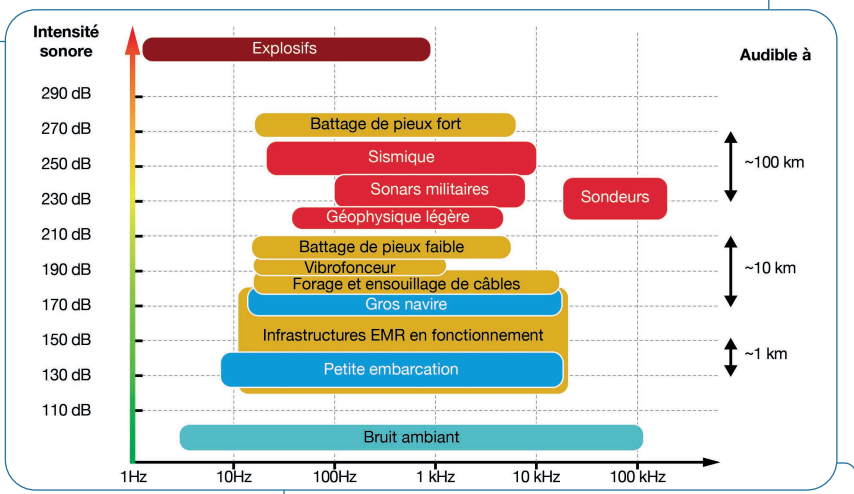 Intensité
sonore
Explosifs
Audible à
290 dB
270 dB
Battage de pieux fort
250 dB
Sismique
~100 km
230 dB
Sonars militaires
Sondeurs
Géophysique légère
210 dB
Battage de pieux faible
190 dB
Vibrofonceur
~10 km
Forage et ensouillage de câbles
170 dB
Gros navire
150 dB
Infrastructures EMR en fonctionnement
~1 km
130 dB
Petite embarcation
110 dB
Bruit ambiant
1Hz
10Hz
100Hz
1 kHz
10 kHz
100 kHz